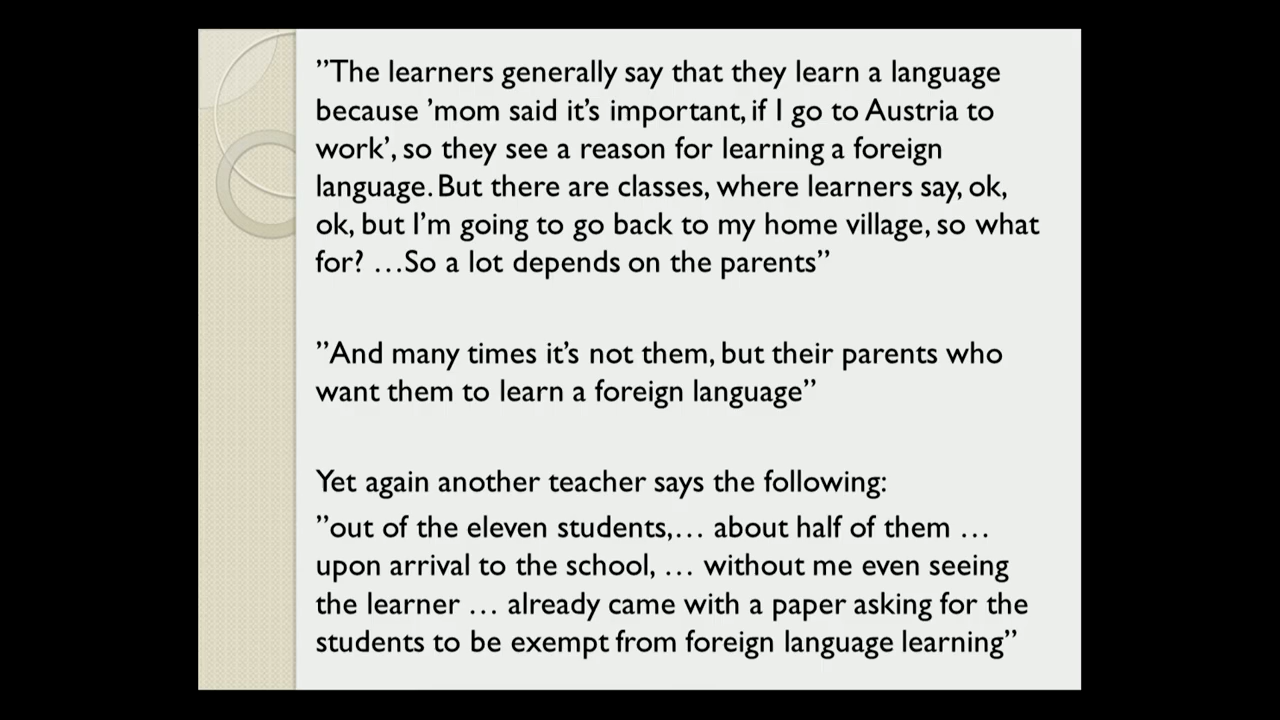 ”The learners generally say that they learn a language
because ’mom said it’s important, if I go to Austria to
work’, so they see a reason for learning a foreign
language. But there are classes, where learners say, ok,
ok, but I’m going to go back to my home village, so what
for? …So a lot depends on the parents”
”And many times it’s not them, but their parents who
want them to learn a foreign language”
Yet again another teacher says the following:
”out of the eleven students,… about half of them …
upon arrival to the school, … without me even seeing
the learner … already came with a paper asking for the
students to be exempt from foreign language learning”